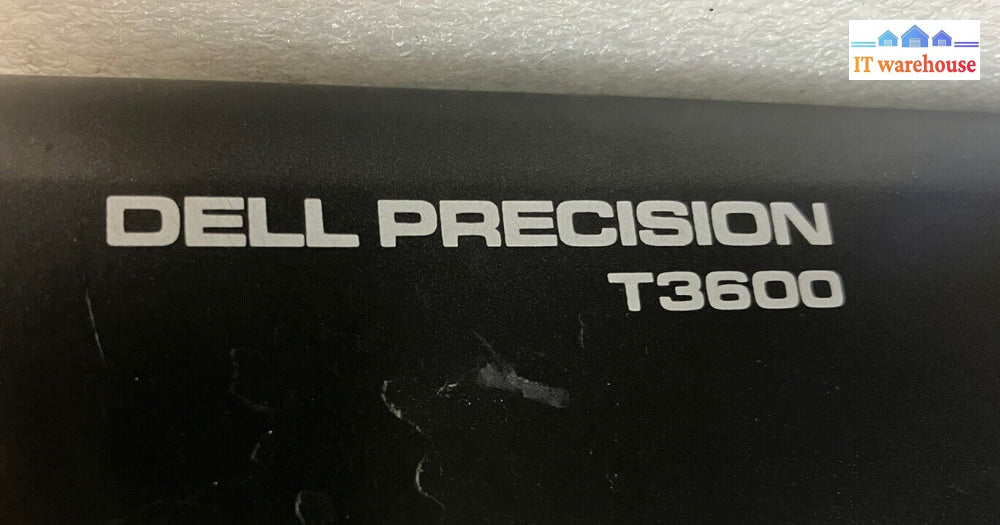 IT warehouse
DELL PRECISION
T3600